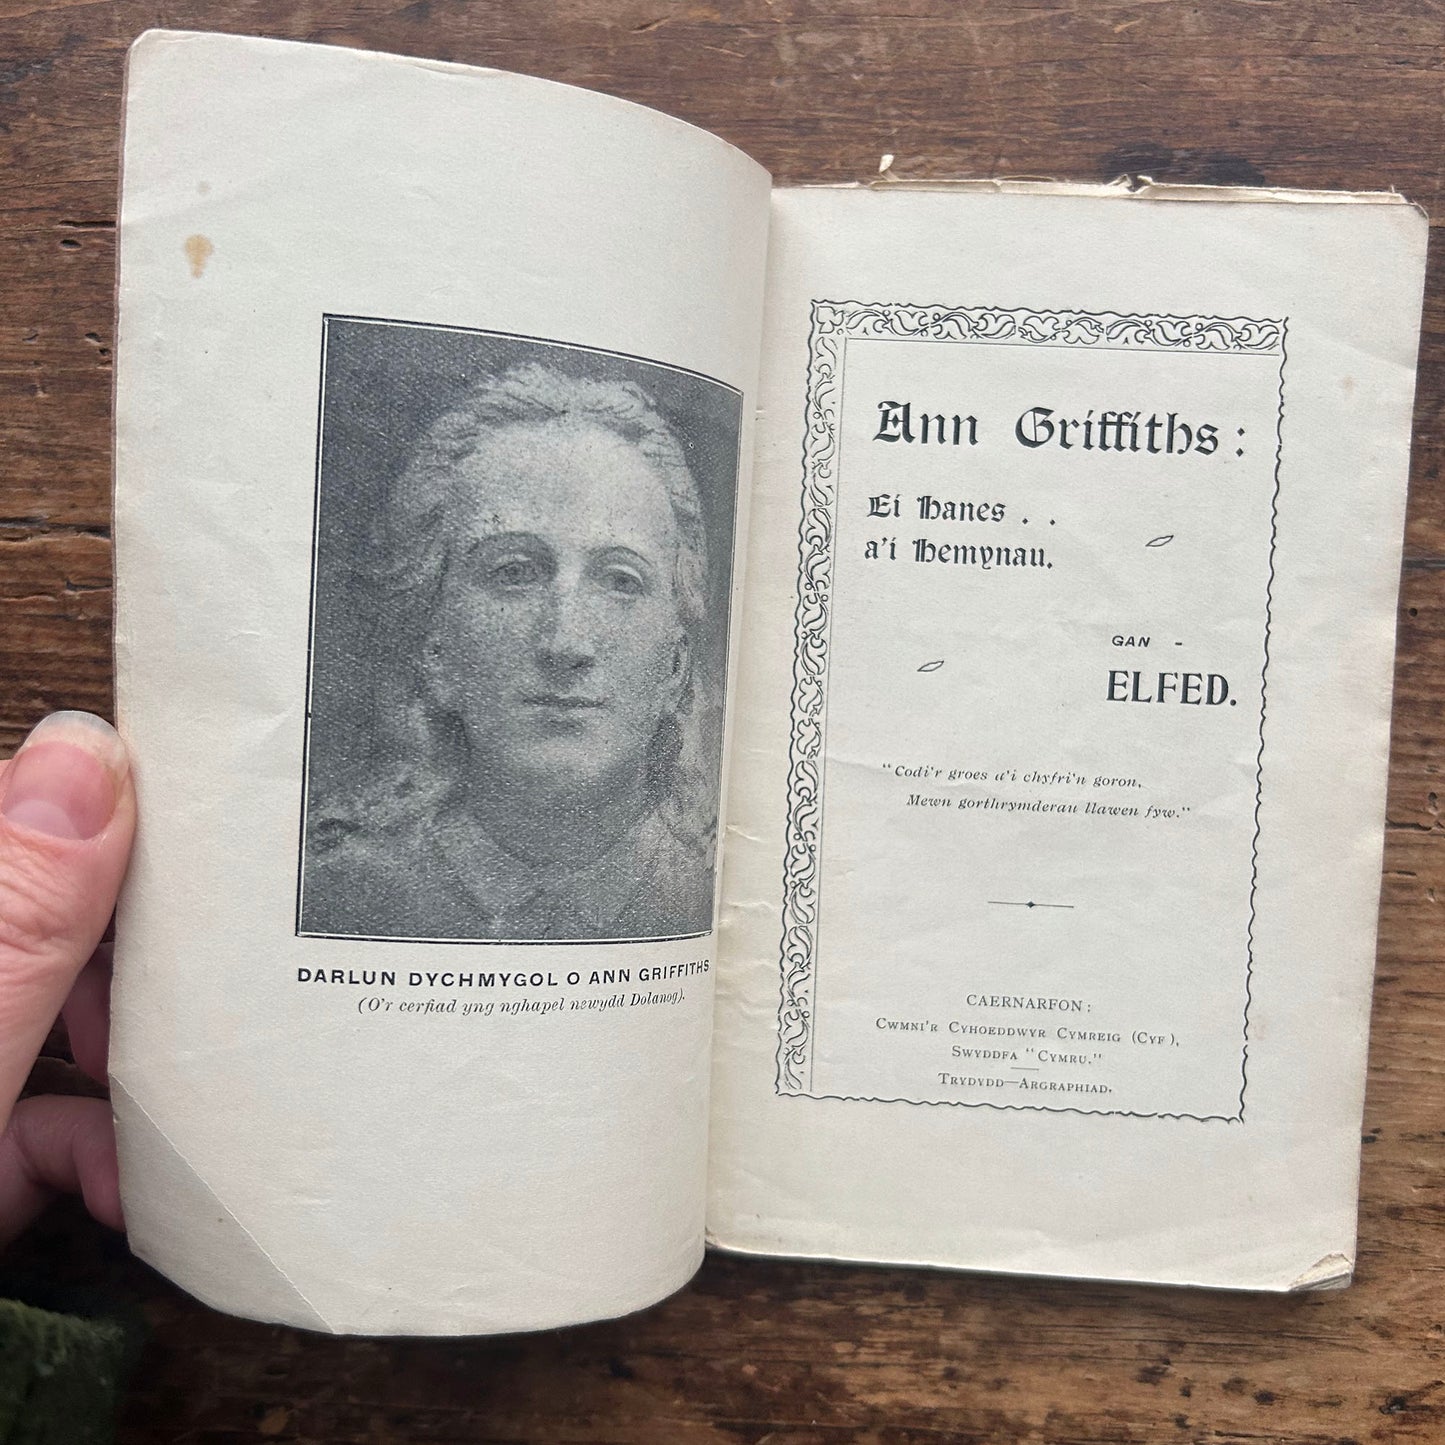 DARLUN DYCHMYGOL O ANN GRIFFITHS
(O'r cerfiad yng nghapel newydd Dolanog).
Ann Griffiths:
Ei hanes . .
a'i hemynau.
GAN -
ELFED.
"Codi'r groes a'i chyfri'n goron,
Mewn gorthrymderau llawen fyw."
CAERNARFON:
CWMNI'R CYHOEDDWYR CYMREIG (CYF),
SWYDDFA "CYMRU."
TRYDYDD—ARGRAPHIAD.